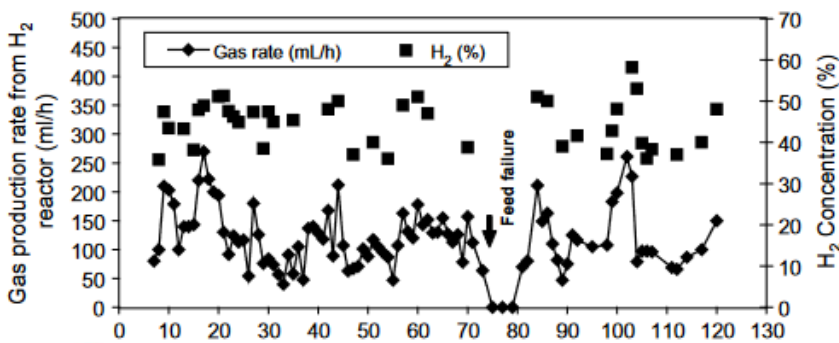 Gas production rate from H2
reactor (ml/h)
500
450
400
350
300
250
200
150
100
50
0
Gas rate (mL/h)
H2 (%)
Feed failure
70
60
50
40
30
20
10
0
H2 Concentration (%)
0 10 20 30 40 50 60 70 80 90 100 110 120 130